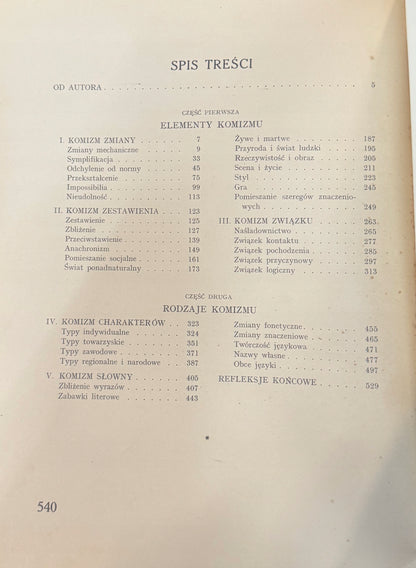 SPIS TREŚCI
OD AUTORA . . . . . . . . . . . . . . . . . . . 5
CZĘŚĆ PIERWSZA
ELEMENTY KOMIZMU
I. KOMIZM ZMIANY . . . . . . 7
Zmiany mechaniczne . . . . . 9
Symplifikacja . . . . . . . . 33
Odchylenie od normy . . . . . 45
Przekształcenie . . . . . . . 75
Impossibilia . . . . . . . . 99
Nieudolność . . . . . . . . 113
II. KOMIZM ZESTAWIENIA . . . 123
Zestawienie . . . . . . . . 125
Zbliżenie . . . . . . . . . 127
Przeciwstawienie . . . . . . 139
Anachronizm . . . . . . . 149
Pomieszanie socjalne . . . . . 161
Świat ponadnaturalny . . . . 173
Żywe i martwe . . . . . . . 187
Przyroda i świat ludzki . . . . 195
Rzeczywistość i obraz . . . . 205
Scena i życie . . . . . . . . 211
Styl . . . . . . . . . . . 223
Gra . . . . . . . . . . . 245
Pomieszanie szeregów znaczenio-
wych . . . . . . . . . . 249
III. KOMIZM ZWIĄZKU . . . . . 263
Naśladownictwo . . . . . . . 265
Związek kontaktu . . . . . . 277
Związek pochodzenia . . . . . 285
Związek przyczynowy . . . . 297
Związek logiczny . . . . . . 313
CZĘŚĆ DRUGA
RODZAJE KOMIZMU
IV. KOMIZM CHARAKTERÓW . . 323
Typy indywidualne . . . . . 324
Typy towarzyskie . . . . . . 351
Typy zawodowe . . . . . . 371
Typy regionalne i narodowe . . 387
V. KOMIZM SŁOWNY . . . . . 405
Zbliżenie wyrazów . . . . . . 407
Zabawki literowe . . . . . . 443
Zmiany fonetyczne . . . . . . 455
Zmiany znaczeniowe . . . . . 465
Twórczość językowa . . . . . 471
Nazwy własne . . . . . . . 477
Obce języki . . . . . . . . 497
REFLEKSJE KOŃCOWE . . . . . 529
540